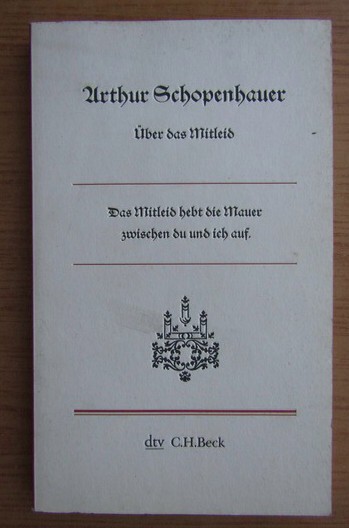 Arthur Schopenhauer
Über das Mitleid
Das Mitleid hebt die Mauer
zwischen du und ich auf.
dtv C.H.Beck